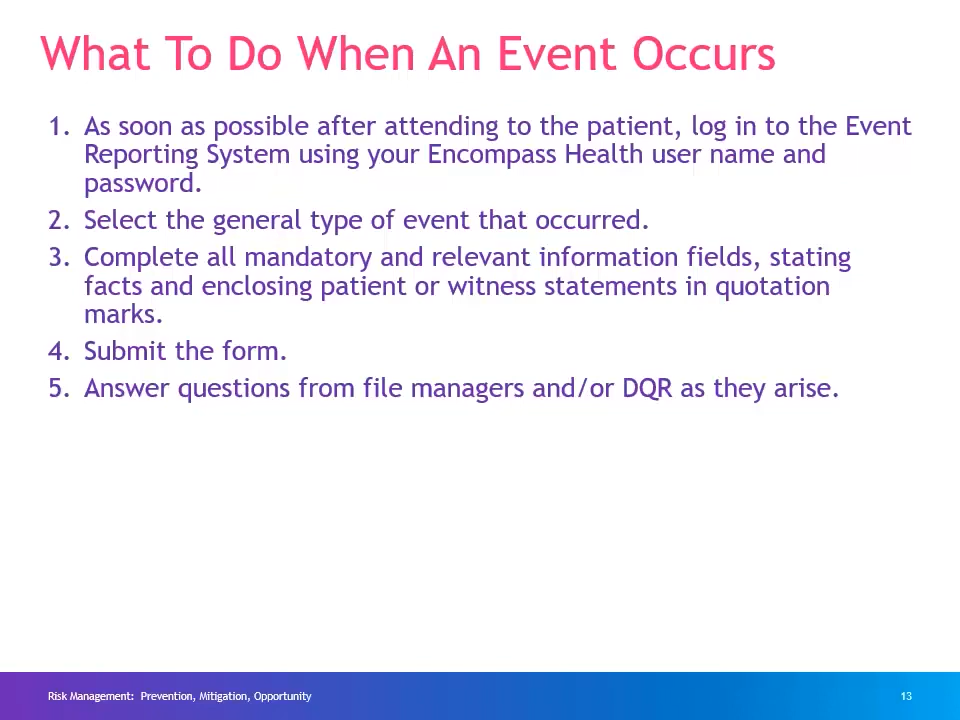 What To Do When An Event Occurs
1. As soon as possible after attending to the patient, log in to the Event
Reporting System using your Encompass Health user name and
password.
2. Select the general type of event that occurred.
3. Complete all mandatory and relevant information fields, stating
facts and enclosing patient or witness statements in quotation
marks.
4. Submit the form.
5. Answer questions from file managers and/or DQR as they arise.
Risk Management: Prevention, Mitigation, Opportunity
13